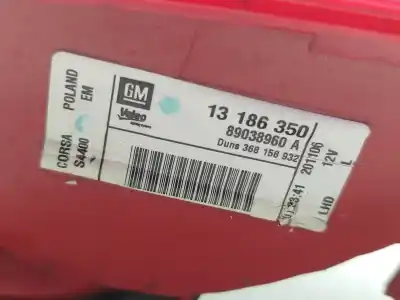 POLAND
EM
CORSA
S4400
GM
Valeo
13 186 350
89038960 A
Duns 368 156 932
201106
12V
L
LHD